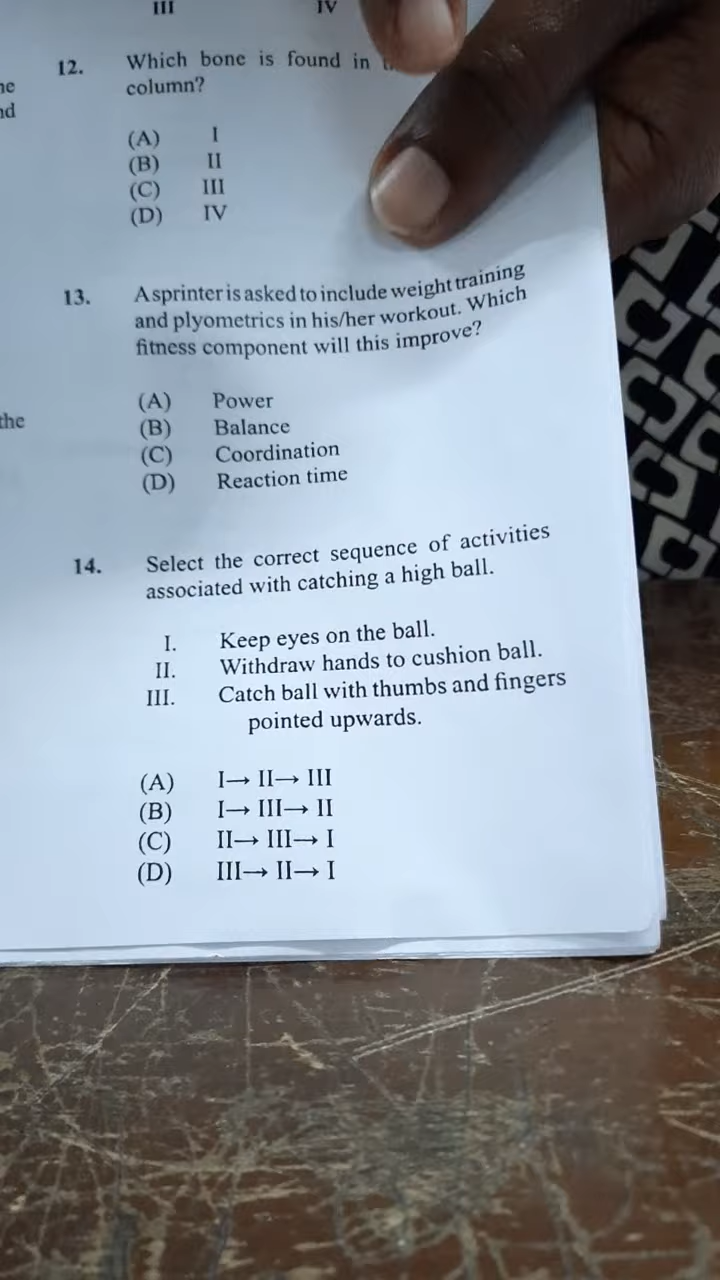 III IV
12. Which bone is found in
column?
(A) I
(B) II
(C) III
(D) IV
13. A sprinter is asked to include weight training
and plyometrics in his/her workout. Which
fitness component will this improve?
the
(A) Power
(B) Balance
(C) Coordination
(D) Reaction time
14. Select the correct sequence of activities
associated with catching a high ball.
I. Keep eyes on the ball.
II. Withdraw hands to cushion ball.
III. Catch ball with thumbs and fingers
pointed upwards.
(A) I→ II→ III
(B) I→ III→ II
(C) II→ III→ I
(D) III→ II→ I